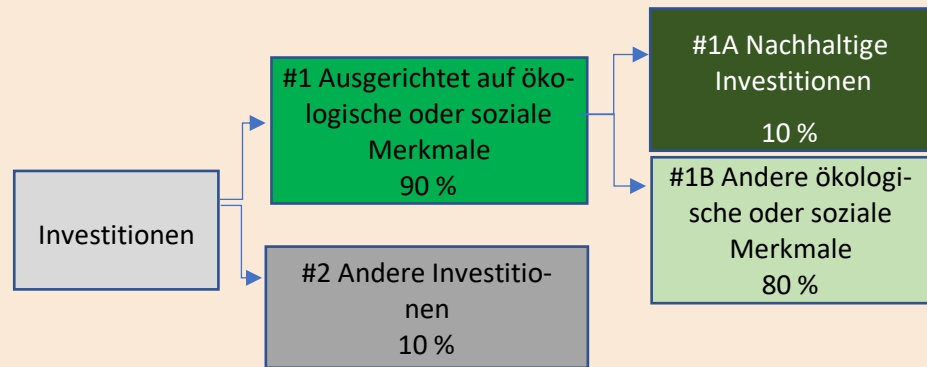 Investitionen
#1 Ausgerichtet auf öko-
logische oder soziale
Merkmale
90 %
#2 Andere Investitio-
nen
10 %
#1A Nachhaltige
Investitionen
10 %
#1B Andere ökologi-
sche oder soziale
Merkmale
80 %